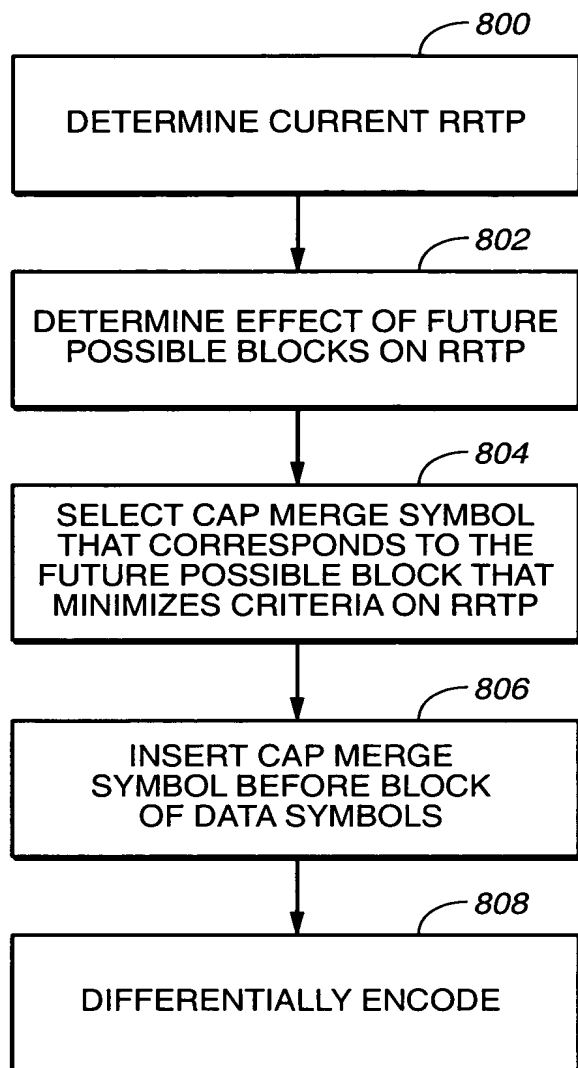 800
DETERMINE CURRENT RRTP
802
DETERMINE EFFECT OF FUTURE
POSSIBLE BLOCKS ON RRTP
804
SELECT CAP MERGE SYMBOL
THAT CORRESPONDS TO THE
FUTURE POSSIBLE BLOCK THAT
MINIMIZES CRITERIA ON RRTP
806
INSERT CAP MERGE
SYMBOL BEFORE BLOCK
OF DATA SYMBOLS
808
DIFFERENTIALLY ENCODE